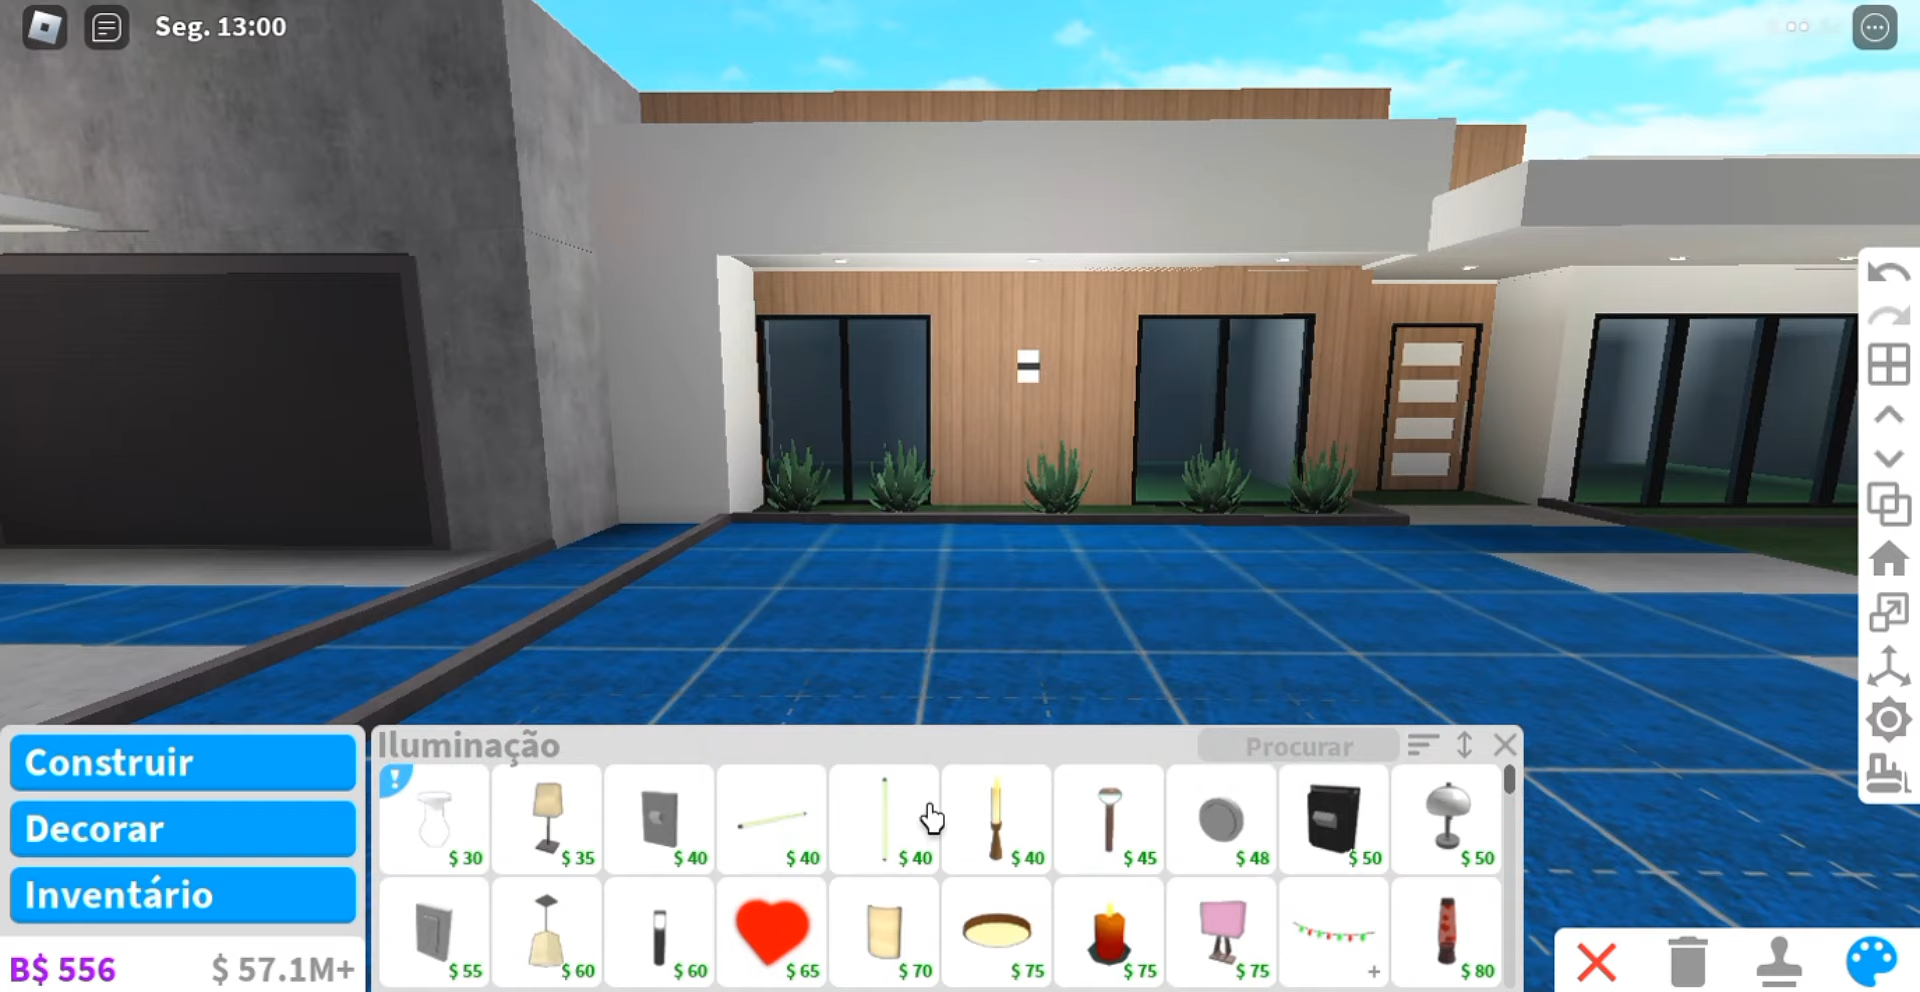 Seg. 13:00
Construir
Decorar
Inventário
B$ 556
$ 57.1M+
Iluminação
Procurar
!
$ 30
$ 35
$ 40
$ 40
$ 40
$ 40
$ 45
$ 48
$ 50
$ 50
$ 55
$ 60
$ 60
$ 65
$ 70
$ 75
$ 75
$ 75
+
$ 80